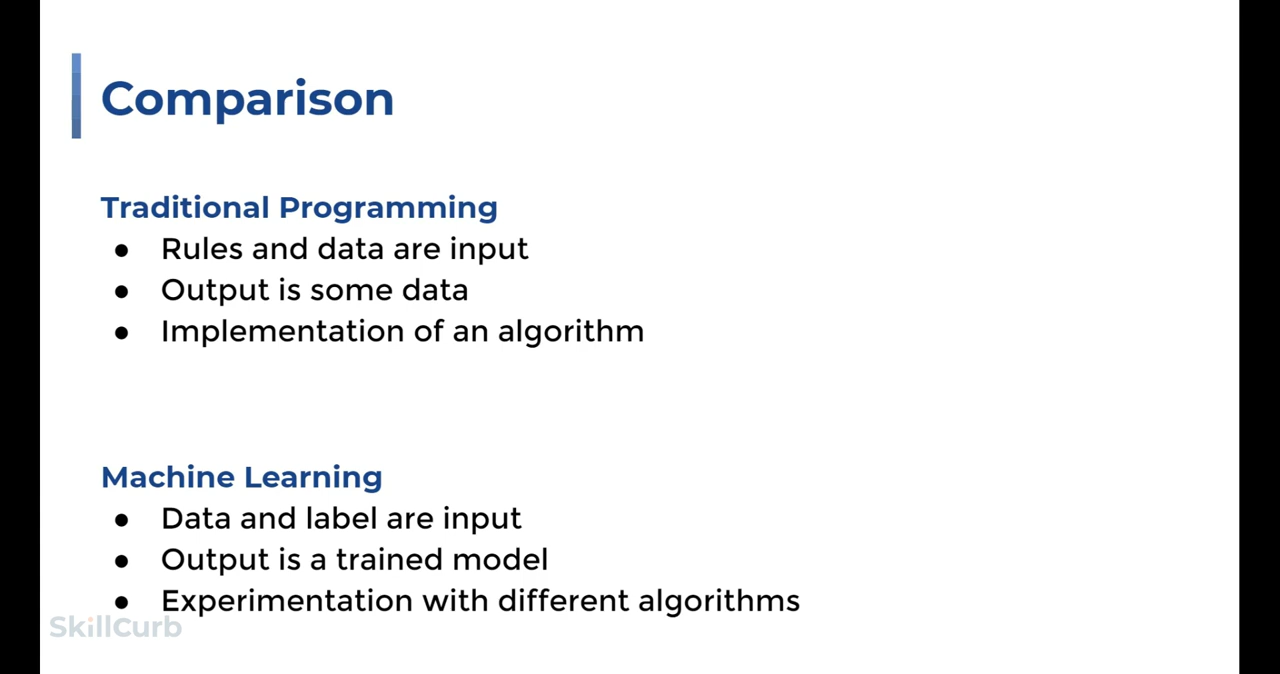 Comparison
Traditional Programming
● Rules and data are input
● Output is some data
● Implementation of an algorithm
Machine Learning
● Data and label are input
● Output is a trained model
● Experimentation with different algorithms
SkillCurb